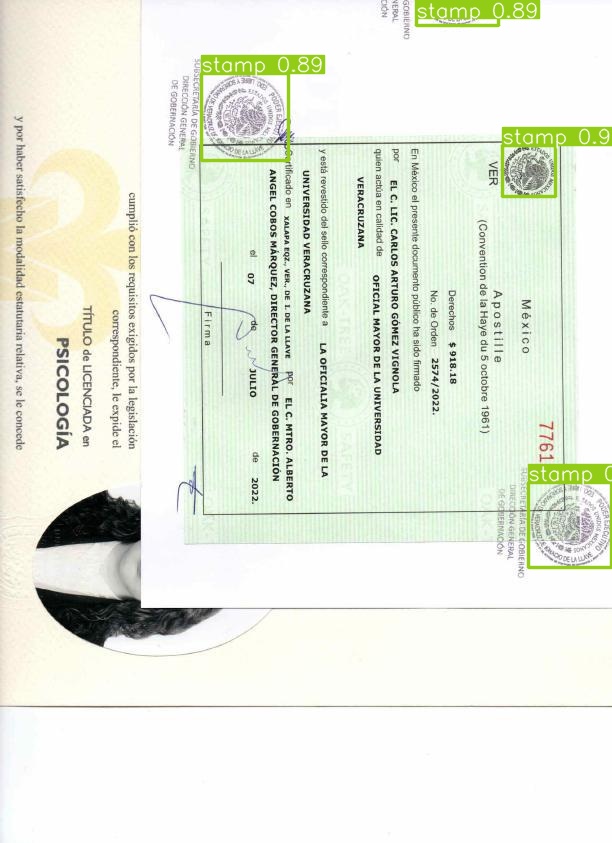 México
Apostille
(Convention de la Haye du 5 octobre 1961)
VER
7761
Derechos $ 918.18
No. de Orden 2574/2022.
En México el presente documento público ha sido firmado
por EL C. LIC. CARLOS ARTURO GÓMEZ VIGNOLA
quien actúa en calidad de OFICIAL MAYOR DE LA UNIVERSIDAD
VERACRUZANA
y está revestido del sello correspondiente a LA OFICIALIA MAYOR DE LA
UNIVERSIDAD VERACRUZANA
Certificado en XALAPA EQZ., VER., DE I. DE LA LLAVE por EL C. MTRO. ALBERTO
ANGEL COBOS MÁRQUEZ, DIRECTOR GENERAL DE GOBERNACIÓN
el 07 de JULIO de 2022.
Firma
SUBSECRETARÍA DE GOBIERNO
DIRECCIÓN GENERAL
DE GOBERNACIÓN
SUBSECRETARÍA DE GOBIERNO
DIRECCIÓN GENERAL
DE GOBERNACIÓN
cumplió con los requisitos exigidos por la legislación
correspondiente, le expide el
TÍTULO de LICENCIADA en
PSICOLOGÍA
y por haber satisfecho la modalidad estatutaria relativa, se le concede
stamp 0.89
stamp 0.89
stamp 0.9
stamp 0